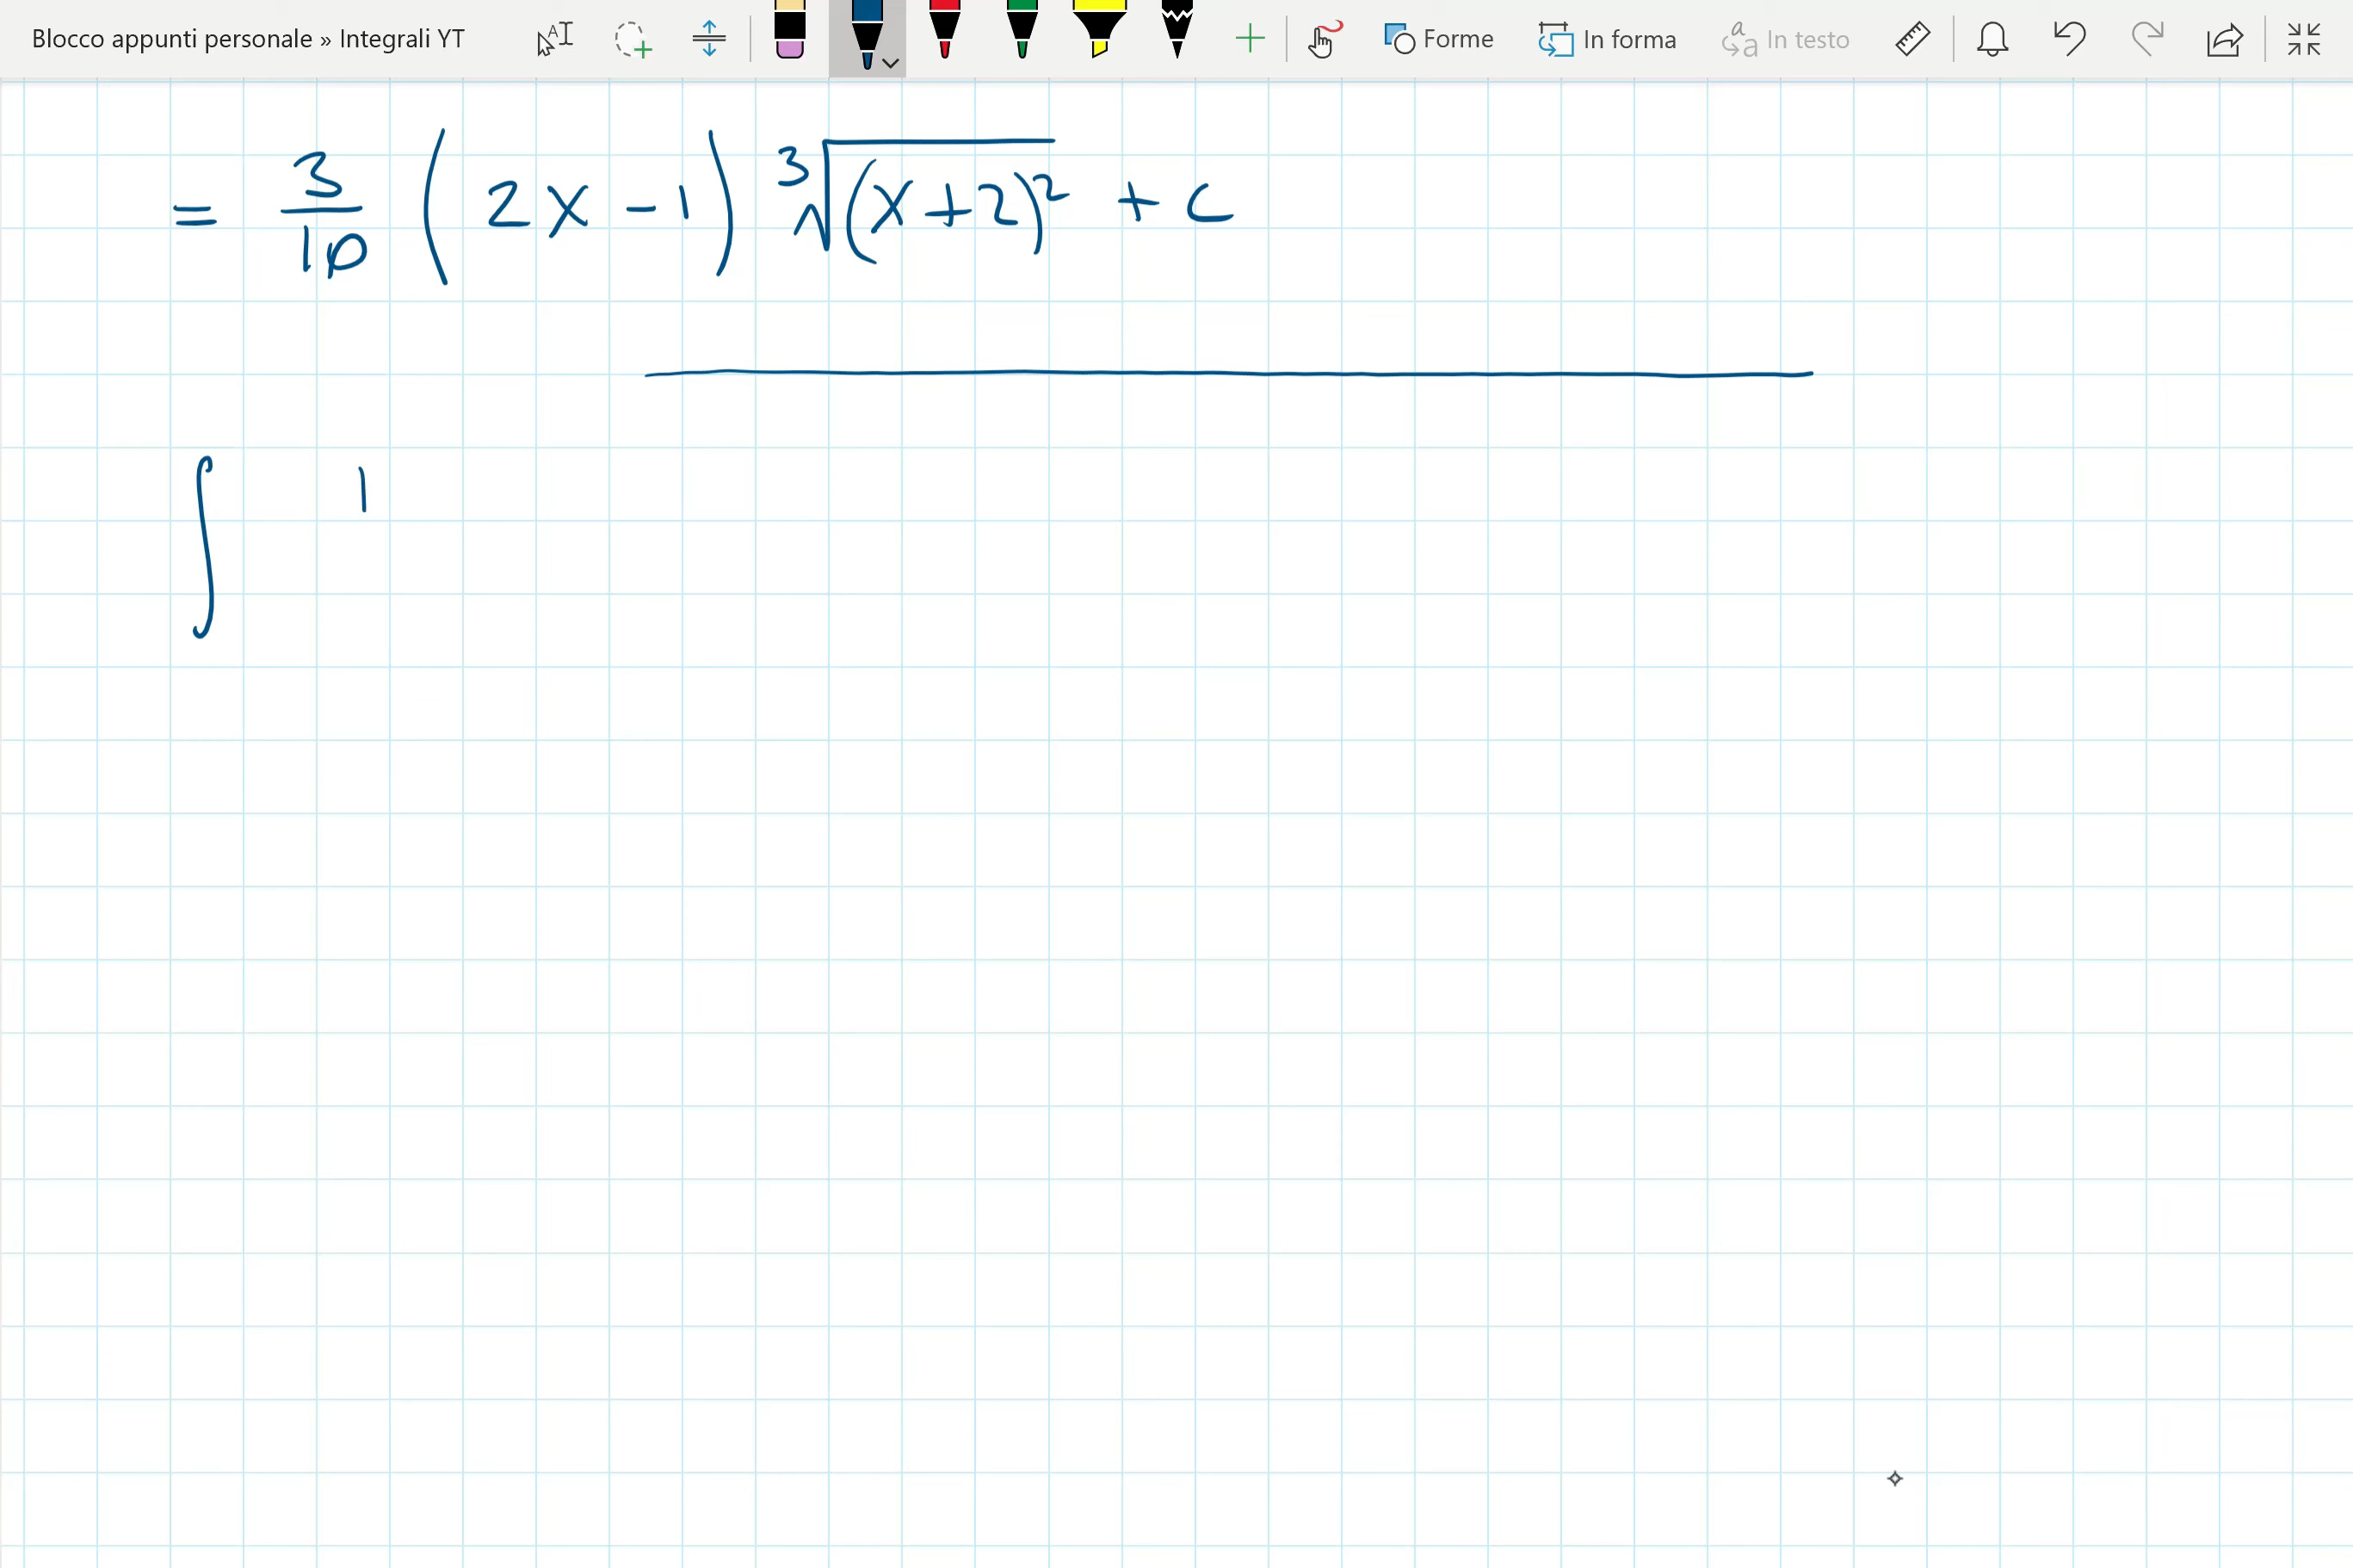 Blocco appunti personale » Integrali YT Forme In forma In testo
= 3/10 (2x - 1) ∛(x+2)² + c
∫ 1